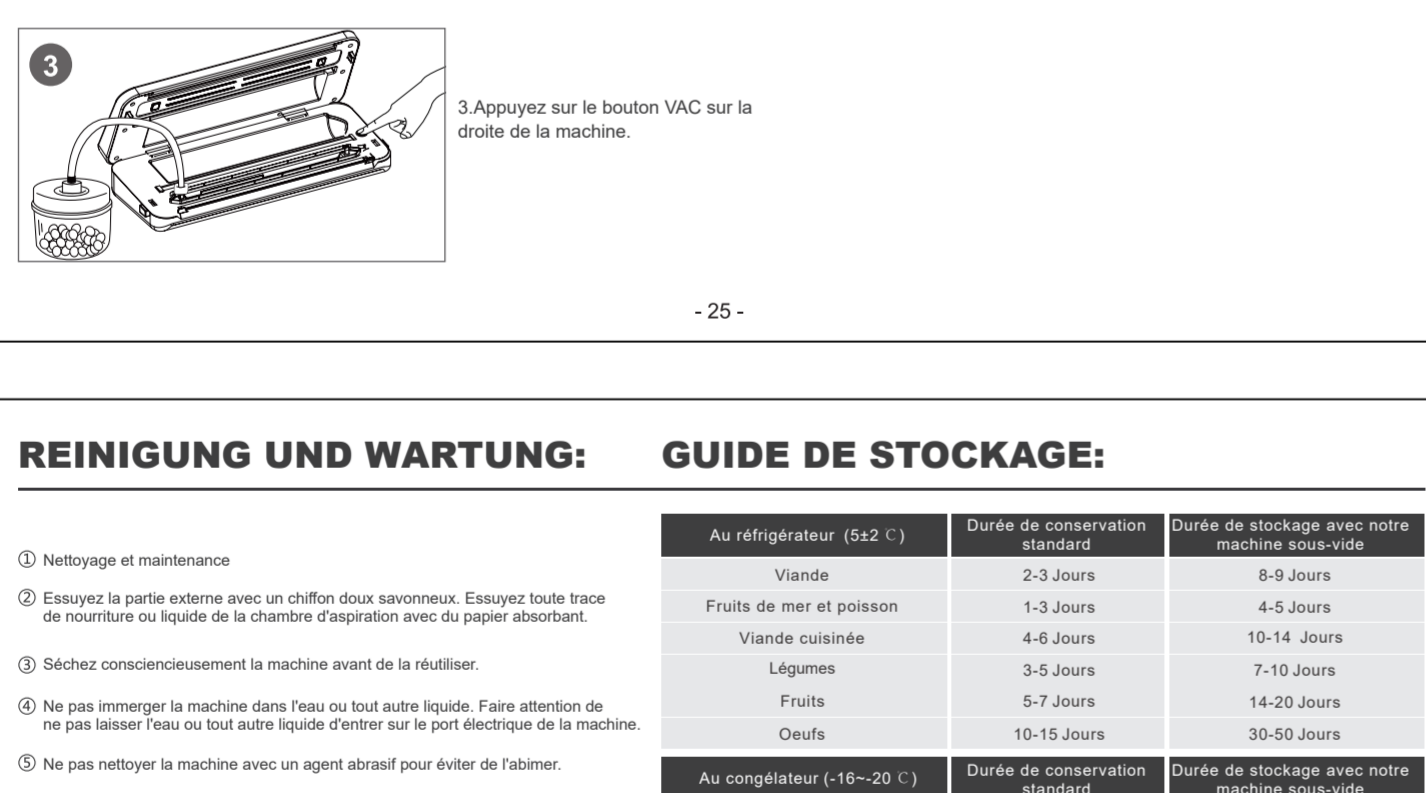 3
3.Appuyez sur le bouton VAC sur la
droite de la machine.
- 25 -
REINIGUNG UND WARTUNG:
① Nettoyage et maintenance
② Essuyez la partie externe avec un chiffon doux savonneux. Essuyez toute trace
de nourriture ou liquide de la chambre d'aspiration avec du papier absorbant.
③ Séchez consciencieusement la machine avant de la réutiliser.
④ Ne pas immerger la machine dans l'eau ou tout autre liquide. Faire attention de
ne pas laisser l'eau ou tout autre liquide d'entrer sur le port électrique de la machine.
⑤ Ne pas nettoyer la machine avec un agent abrasif pour éviter de l'abimer.
GUIDE DE STOCKAGE:
Au réfrigérateur (5±2 ℃)
Durée de conservation
standard
Durée de stockage avec notre
machine sous-vide
Viande 2-3 Jours 8-9 Jours
Fruits de mer et poisson 1-3 Jours 4-5 Jours
Viande cuisinée 4-6 Jours 10-14 Jours
Légumes 3-5 Jours 7-10 Jours
Fruits 5-7 Jours 14-20 Jours
Oeufs 10-15 Jours 30-50 Jours
Au congélateur (-16~-20 ℃)
Durée de conservation
standard
Durée de stockage avec notre
machine sous-vide